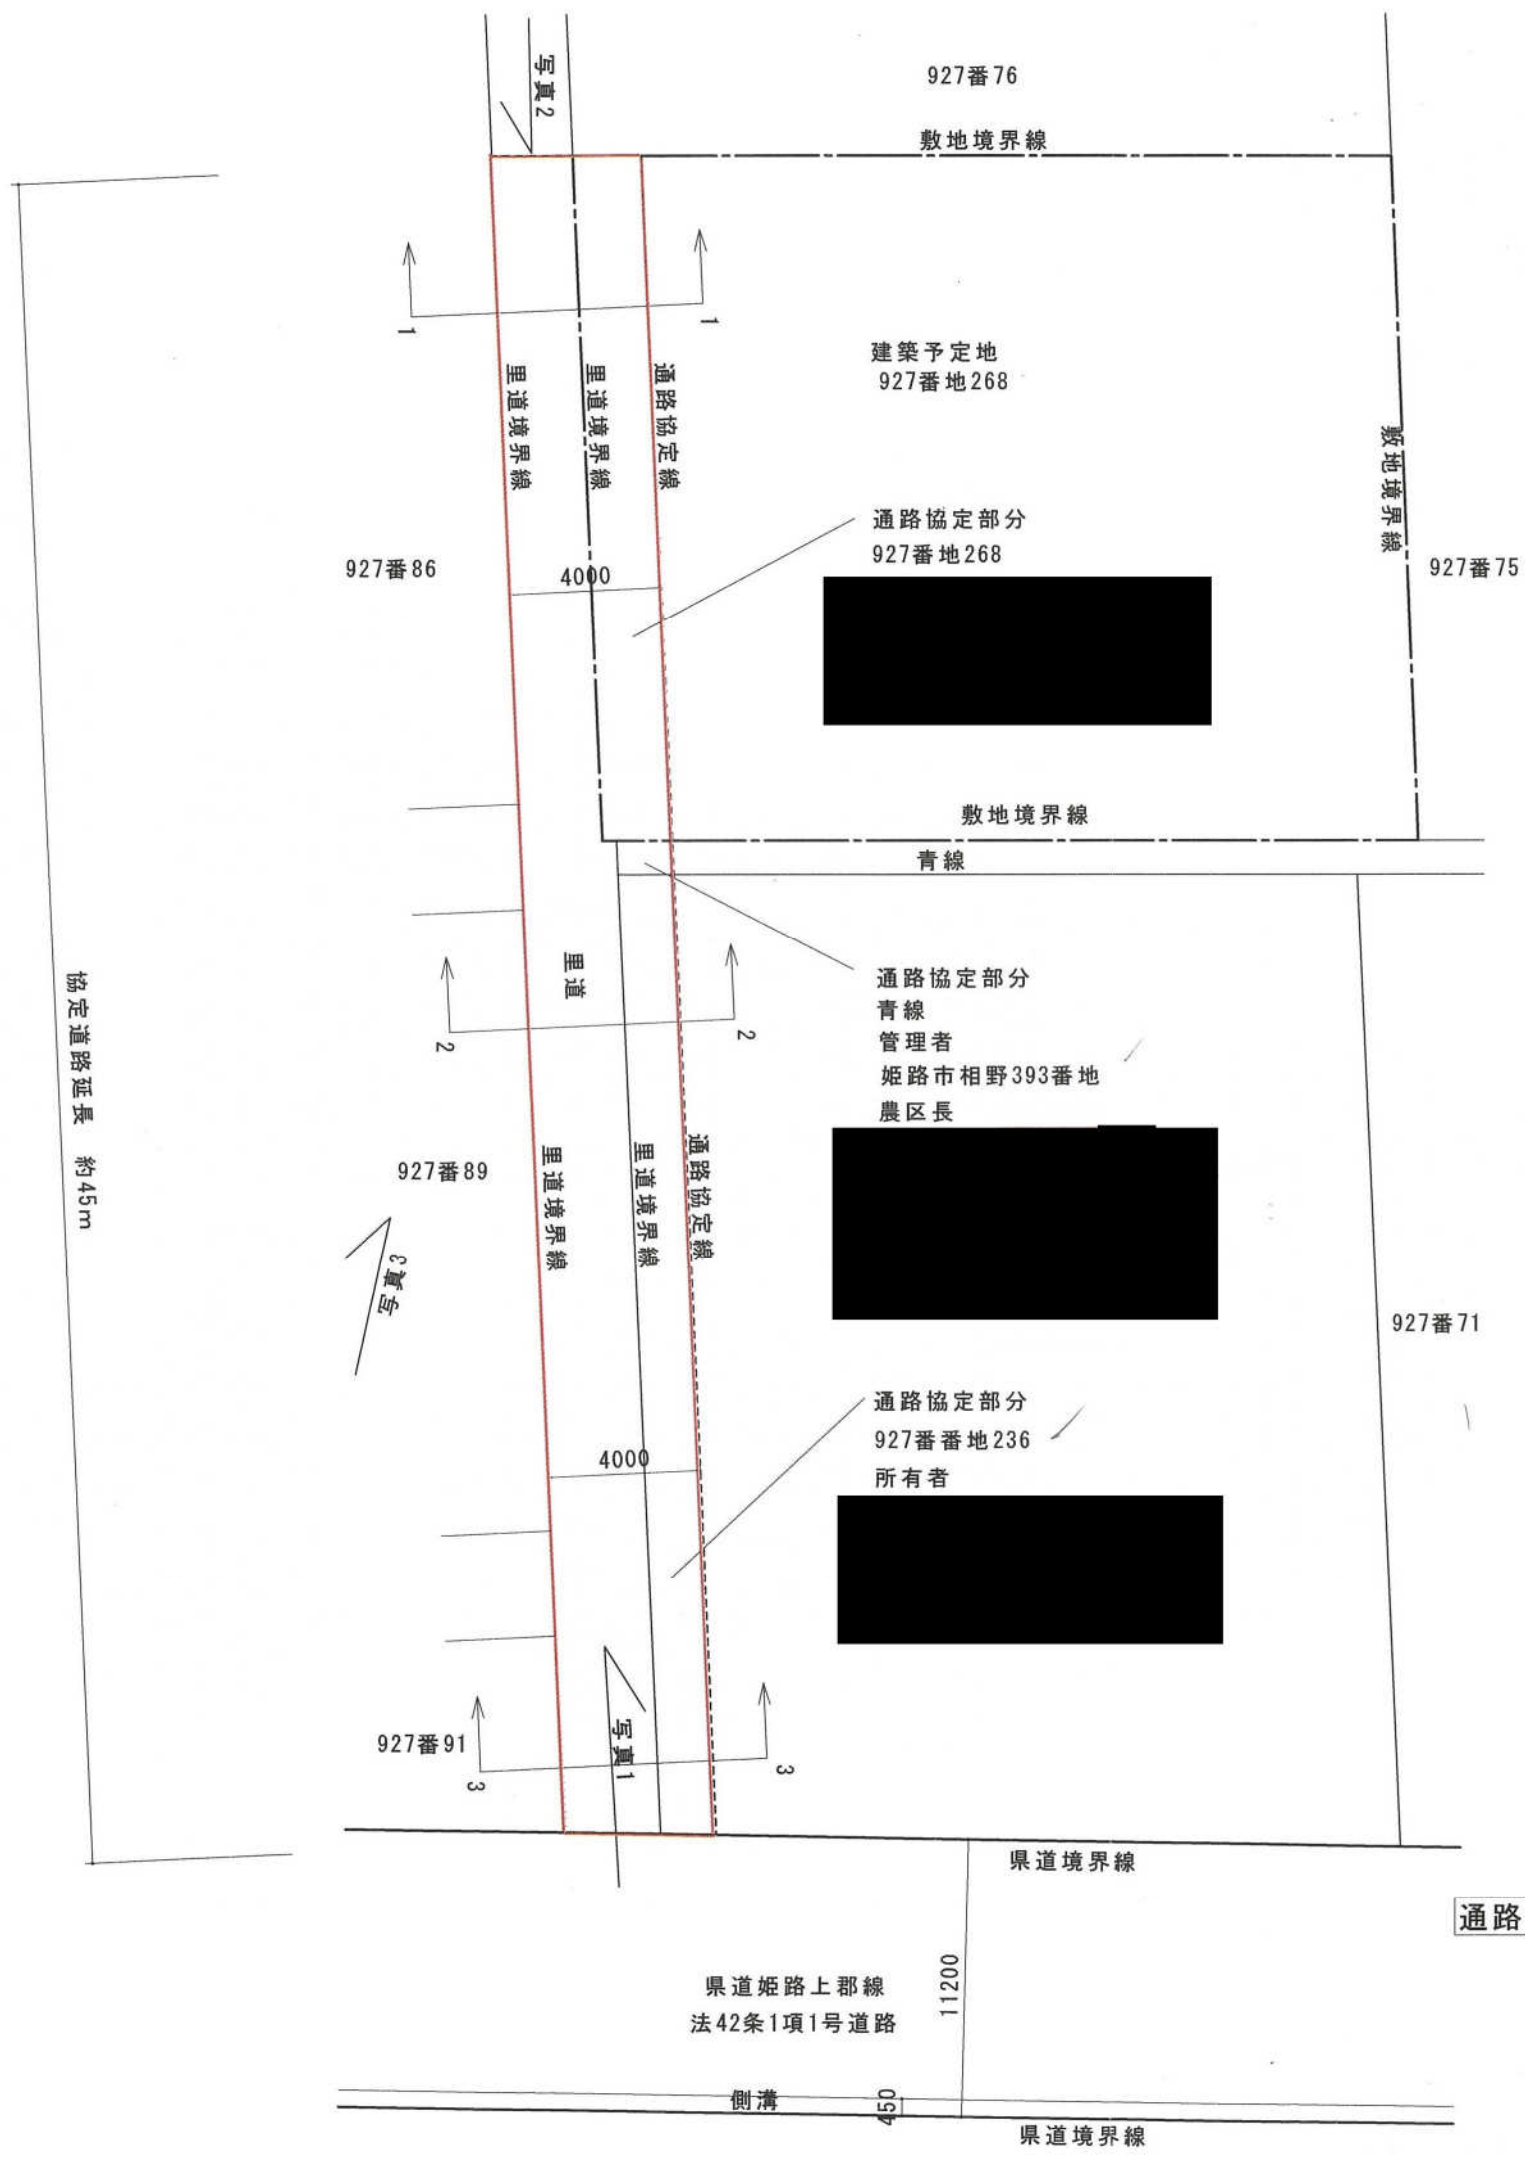 写真2
927番76
敷地境界線
1
1
建築予定地
927番地268
里道境界線
里道境界線
通路協定線
敷地境界線
通路協定部分
927番地268
927番86
4000
927番75
敷地境界線
青線
里道
2
2
通路協定部分
青線
管理者
姫路市相野393番地
農区長
協定道路延長 約45m
927番89
里道境界線
里道境界線
通路協定線
写真3
927番71
通路協定部分
927番番地236
所有者
4000
927番91
写真1
3
3
県道境界線
通路
県道姫路上郡線
法42条1項1号道路
11200
側溝
450
県道境界線